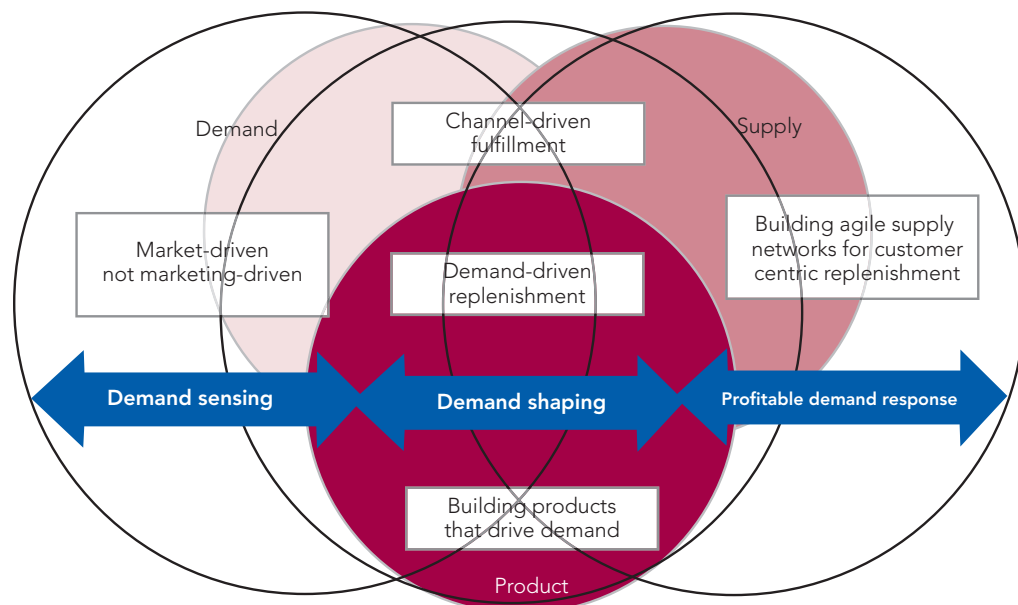 Demand
Channel-driven
fulfillment
Supply
Market-driven
not marketing-driven
Demand-driven
replenishment
Building agile supply
networks for customer
centric replenishment
Demand sensing
Demand shaping
Profitable demand response
Building products
that drive demand
Product